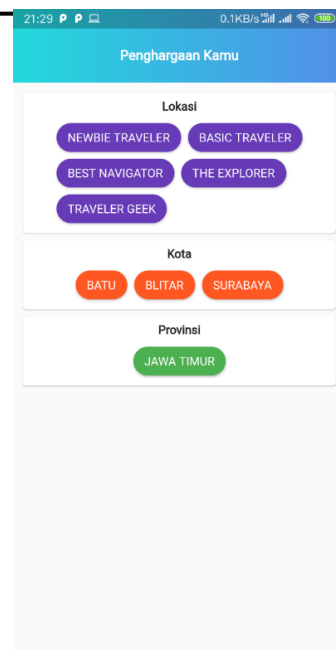 21:29 P P 0.1KB/s 100
Penghargaan Kamu
Lokasi
NEWBIE TRAVELER BASIC TRAVELER
BEST NAVIGATOR THE EXPLORER
TRAVELER GEEK
Kota
BATU BLITAR SURABAYA
Provinsi
JAWA TIMUR